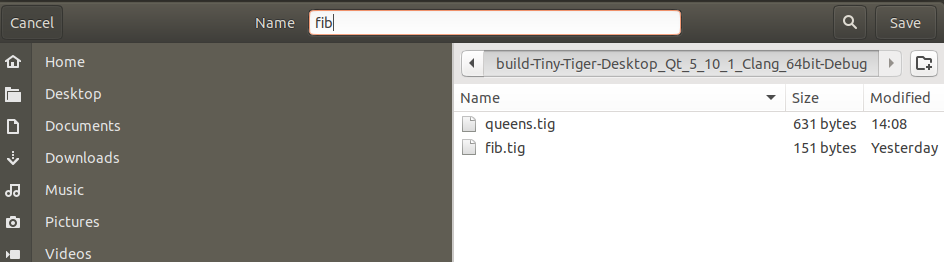 Cancel Name fib Save
Home
Desktop
Documents
Downloads
Music
Pictures
Videos
build-Tiny-Tiger-Desktop_Qt_5_10_1_Clang_64bit-Debug
Name Size Modified
queens.tig 631 bytes 14:08
fib.tig 151 bytes Yesterday